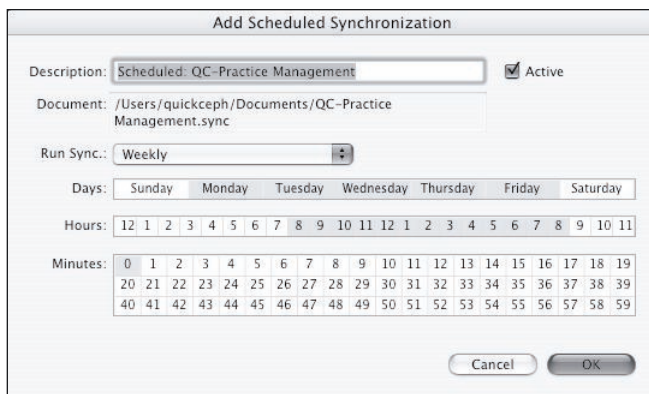 Add Scheduled Synchronization
Description: Scheduled: QC-Practice Management Active
Document: /Users/quickceph/Documents/QC-Practice
Management.sync
Run Sync.: Weekly
Days: Sunday Monday Tuesday Wednesday Thursday Friday Saturday
Hours: 12 1 2 3 4 5 6 7 8 9 10 11 12 1 2 3 4 5 6 7 8 9 10 11
Minutes: 0 1 2 3 4 5 6 7 8 9 10 11 12 13 14 15 16 17 18 19
20 21 22 23 24 25 26 27 28 29 30 31 32 33 34 35 36 37 38 39
40 41 42 43 44 45 46 47 48 49 50 51 52 53 54 55 56 57 58 59
Cancel OK